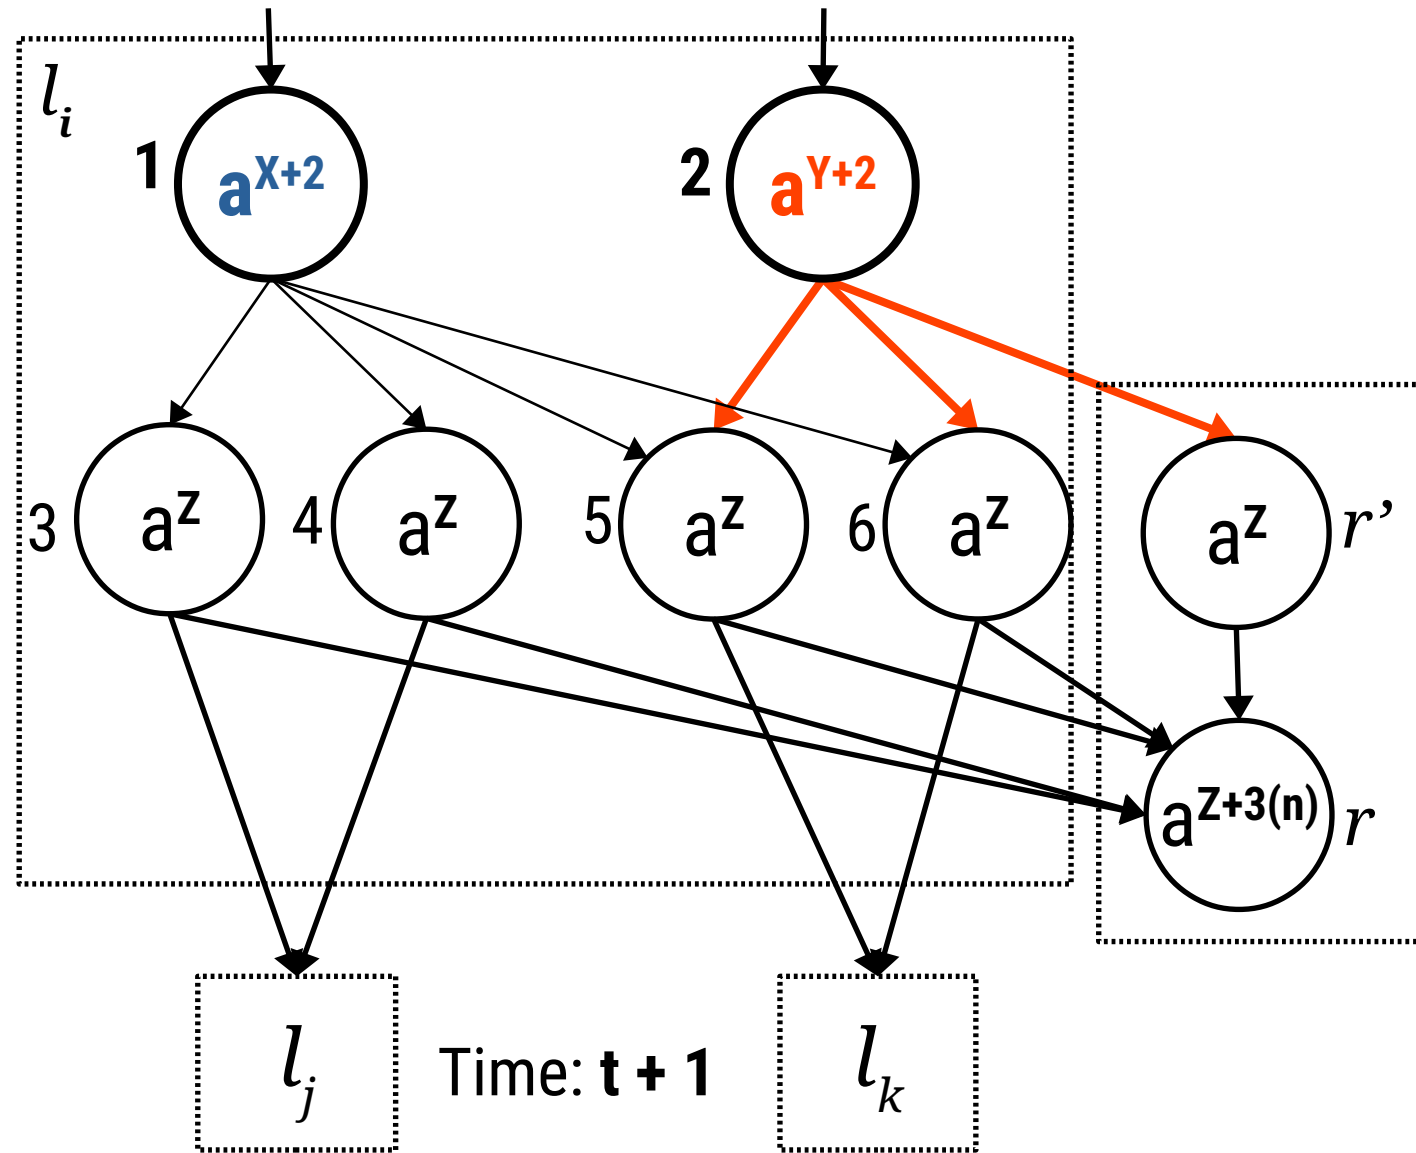 l_i
1 a^{X+2}
2 a^{Y+2}
3 a^Z
4 a^Z
5 a^Z
6 a^Z
a^Z r’
a^{Z+3(n)} r
l_j
Time: t + 1
l_k